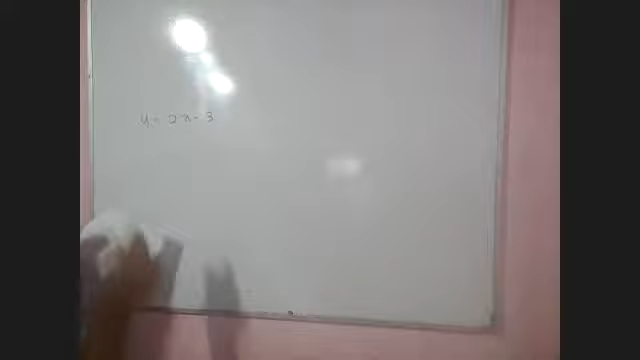 y = 2x - 3